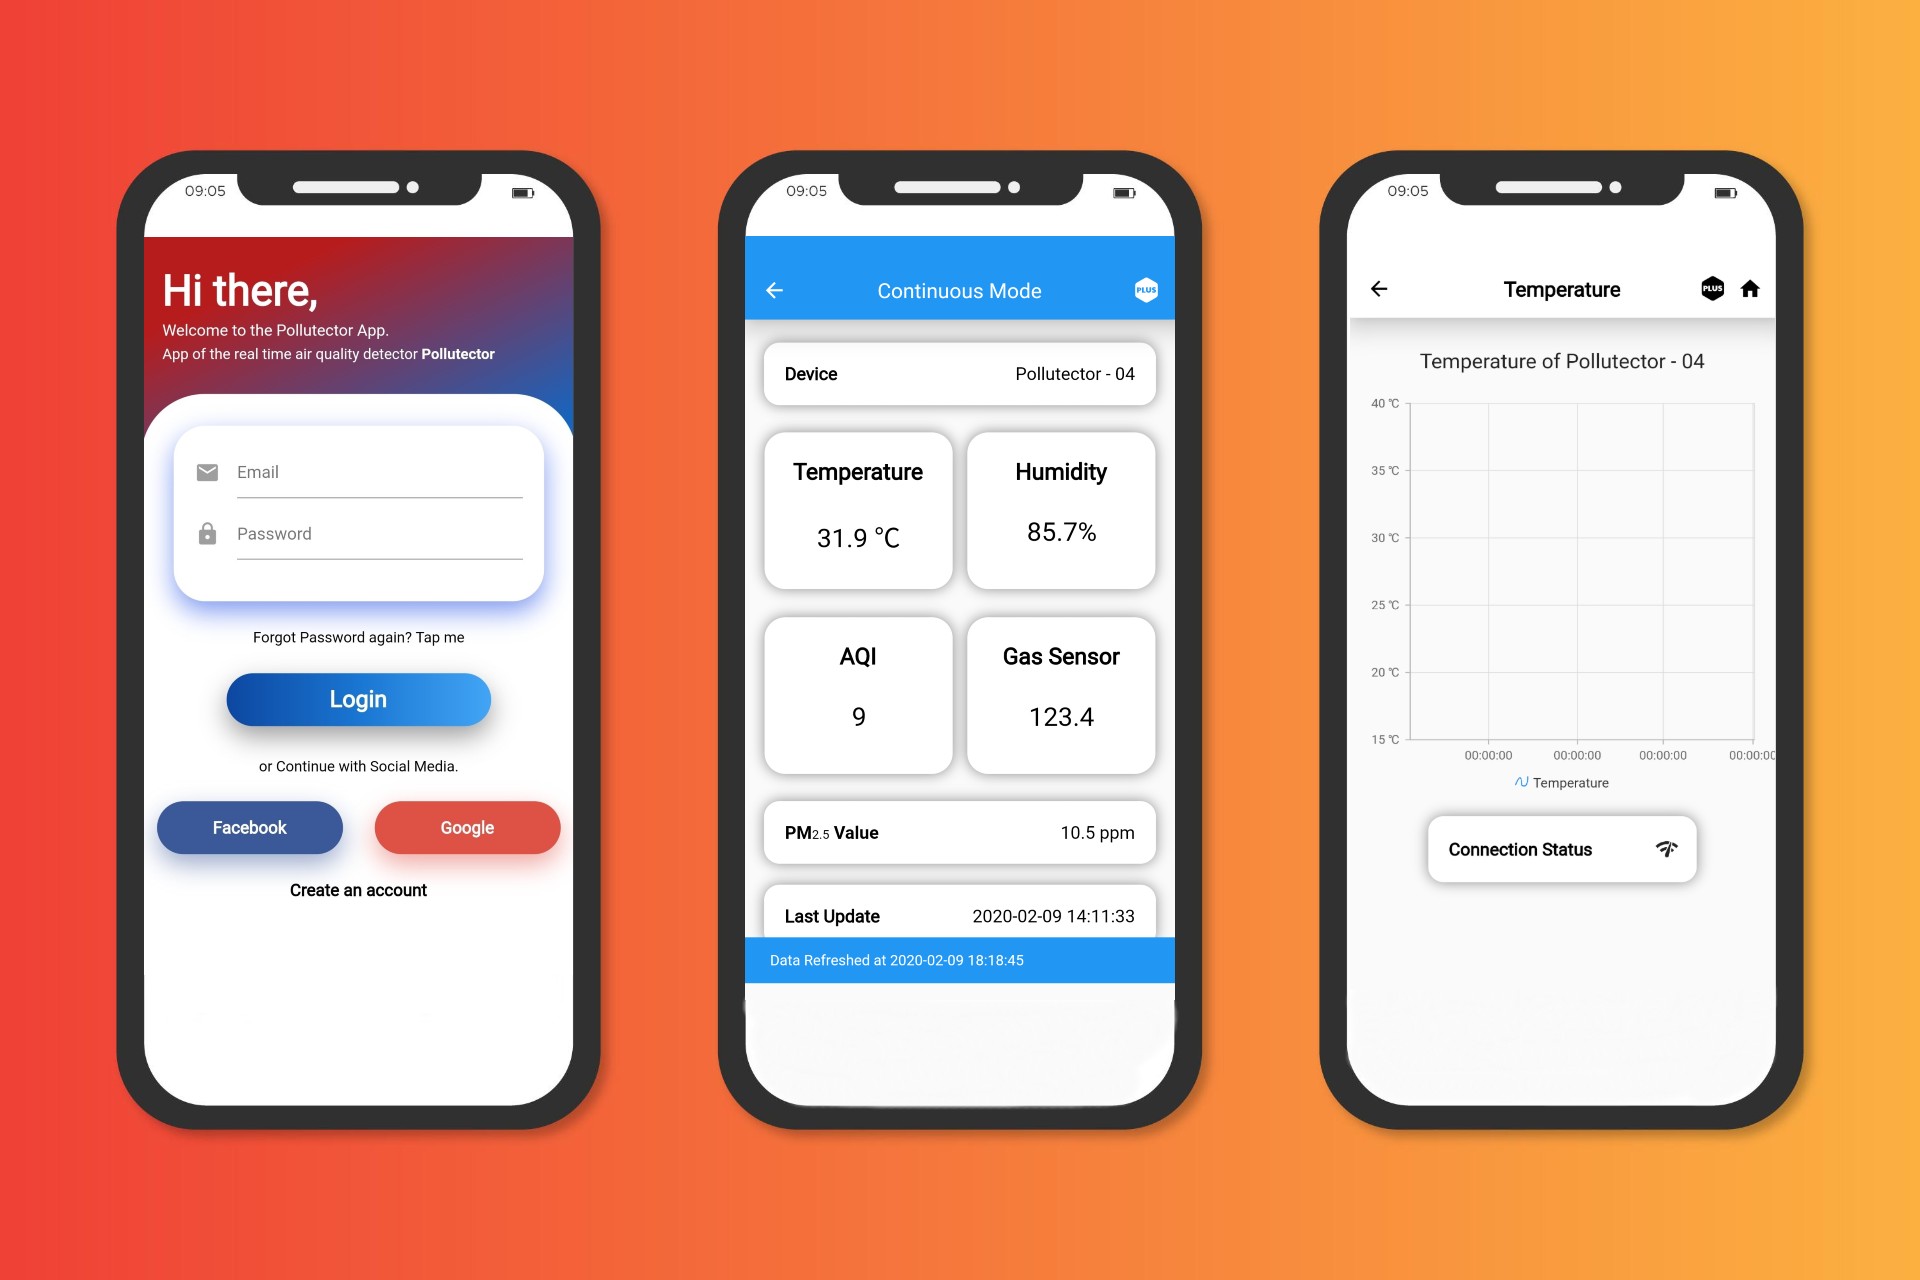 09:05
Hi there,
Welcome to the Pollutector App.
App of the real time air quality detector Pollutector
Email
Password
Forgot Password again? Tap me
Login
or Continue with Social Media.
Facebook
Google
Create an account
09:05
Continuous Mode
PLUS
Device
Pollutector - 04
Temperature
31.9 °C
Humidity
85.7%
AQI
9
Gas Sensor
123.4
PM2.5 Value
10.5 ppm
Last Update
2020-02-09 14:11:33
Data Refreshed at 2020-02-09 18:18:45
09:05
Temperature
PLUS
Temperature of Pollutector - 04
40 °C
35 °C
30 °C
25 °C
20 °C
15 °C
00:00:00 00:00:00 00:00:00 00:00:00
Temperature
Connection Status